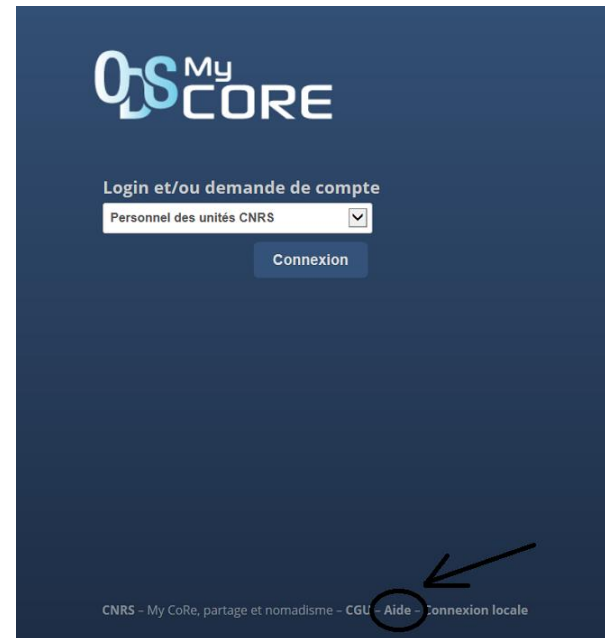 ODS My
CORE
Login et/ou demande de compte
Personnel des unités CNRS
Connexion
CNRS – My CoRe, partage et nomadisme – CGU – Aide – Connexion locale